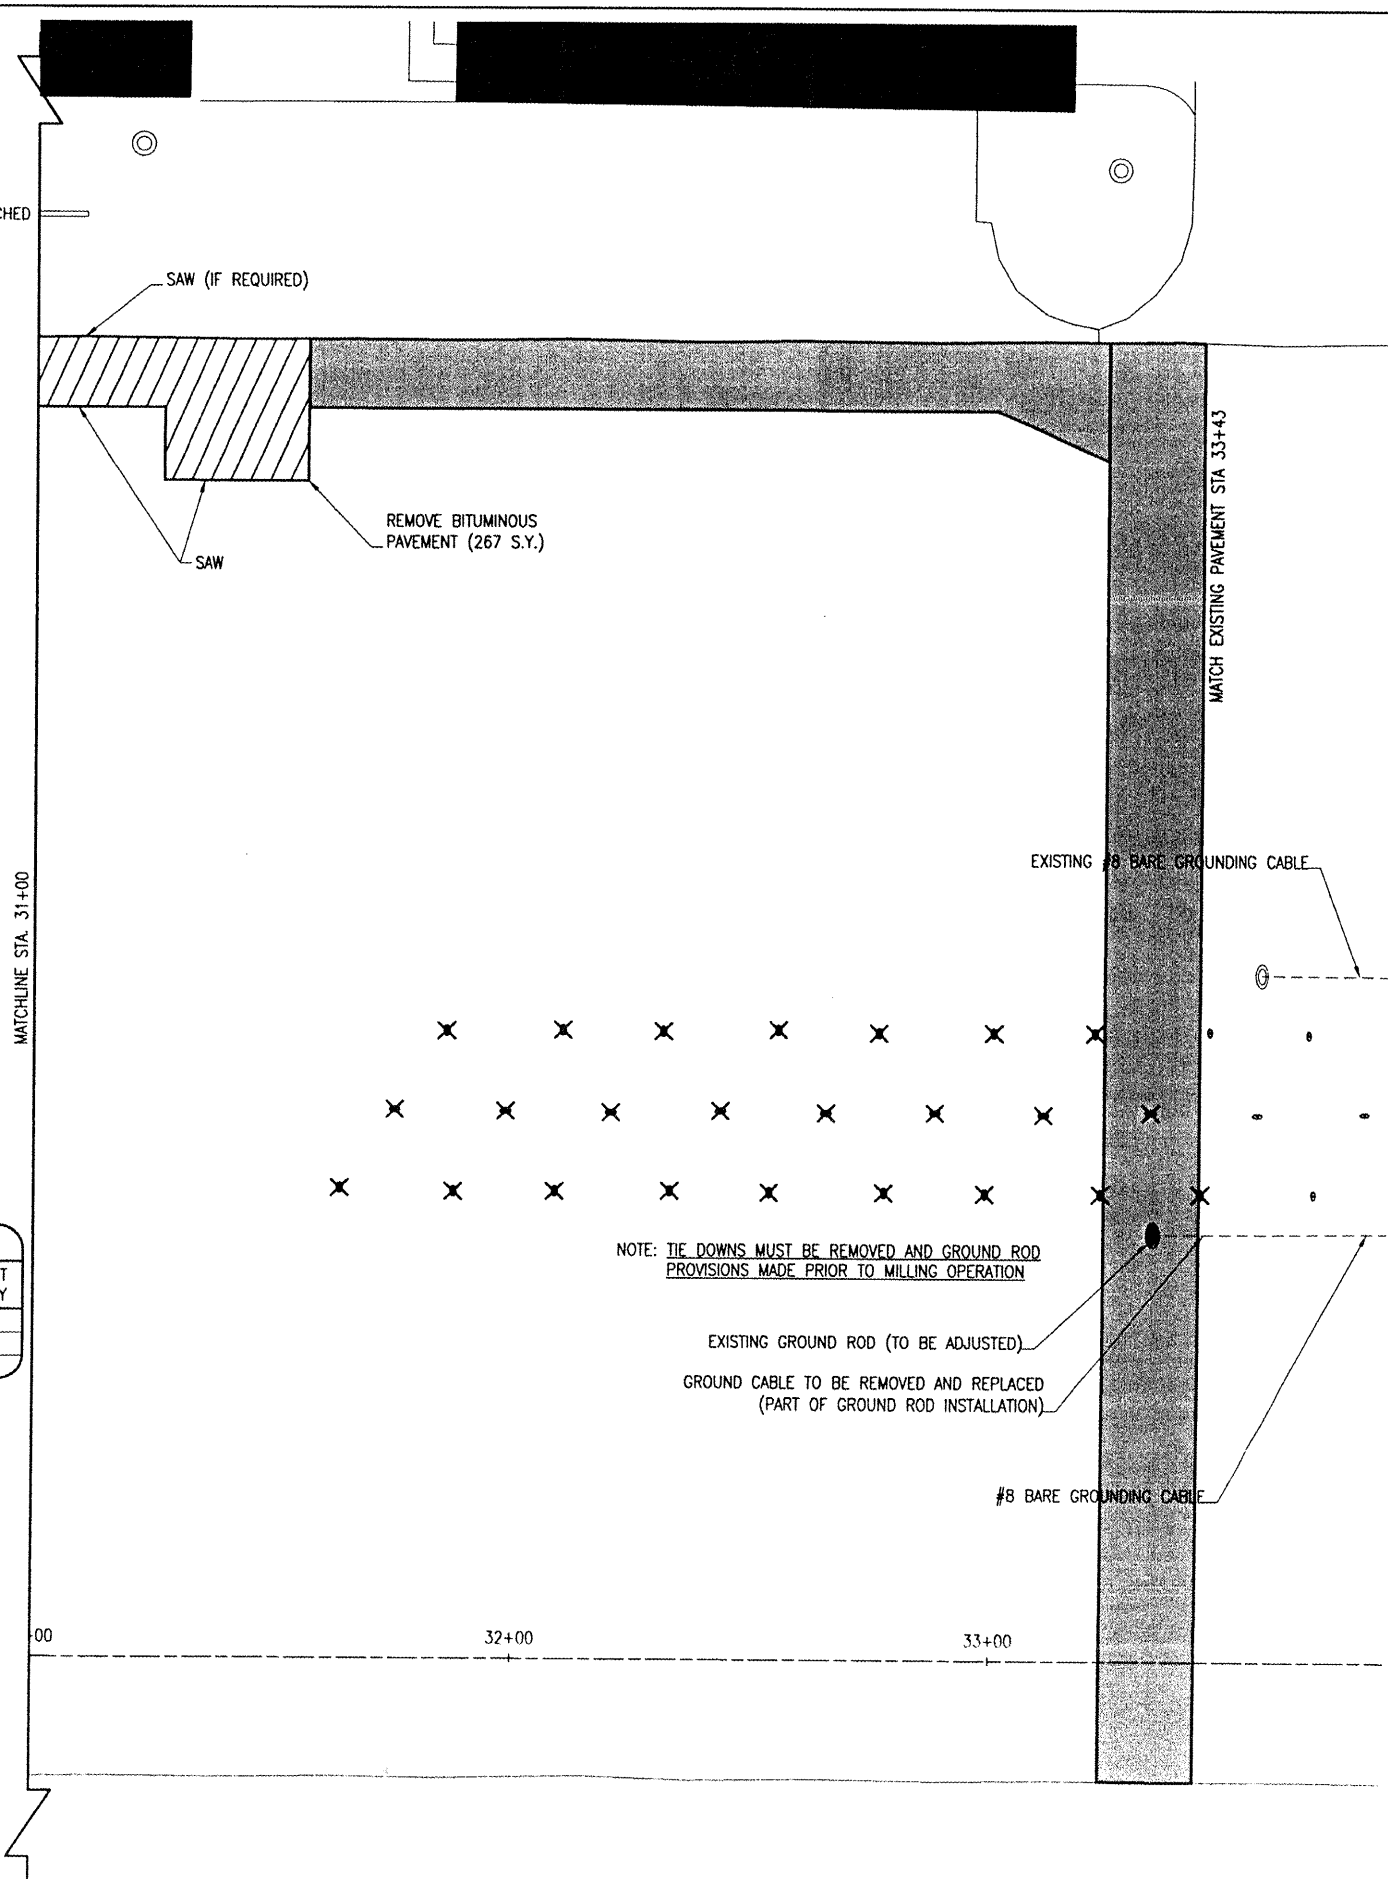 CHED
SAW (IF REQUIRED)
REMOVE BITUMINOUS
PAVEMENT (267 S.Y.)
SAW
MATCH EXISTING PAVEMENT STA 33+43
EXISTING #8 BARE GROUNDING CABLE
MATCHLINE STA. 31+00
NOTE: TIE DOWNS MUST BE REMOVED AND GROUND ROD
PROVISIONS MADE PRIOR TO MILLING OPERATION
T
Y
EXISTING GROUND ROD (TO BE ADJUSTED)
GROUND CABLE TO BE REMOVED AND REPLACED
(PART OF GROUND ROD INSTALLATION)
#8 BARE GROUNDING CABLE
+00
32+00
33+00